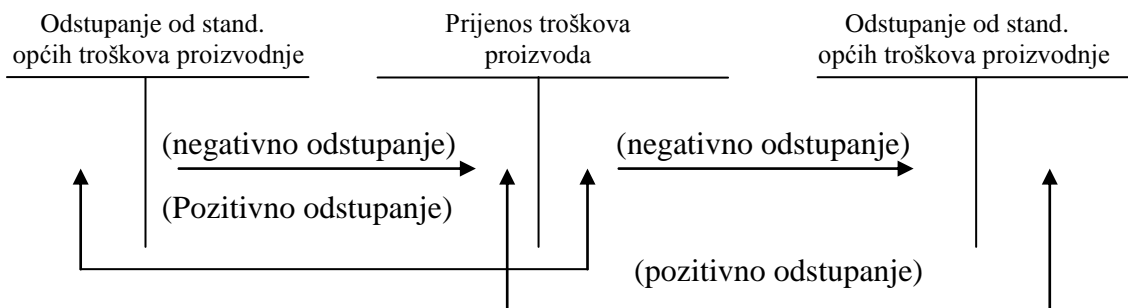 Odstupanje od stand.
općih troškova proizvodnje
Prijenos troškova
proizvoda
Odstupanje od stand.
općih troškova proizvodnje
(negativno odstupanje)
(negativno odstupanje)
(Pozitivno odstupanje)
(pozitivno odstupanje)